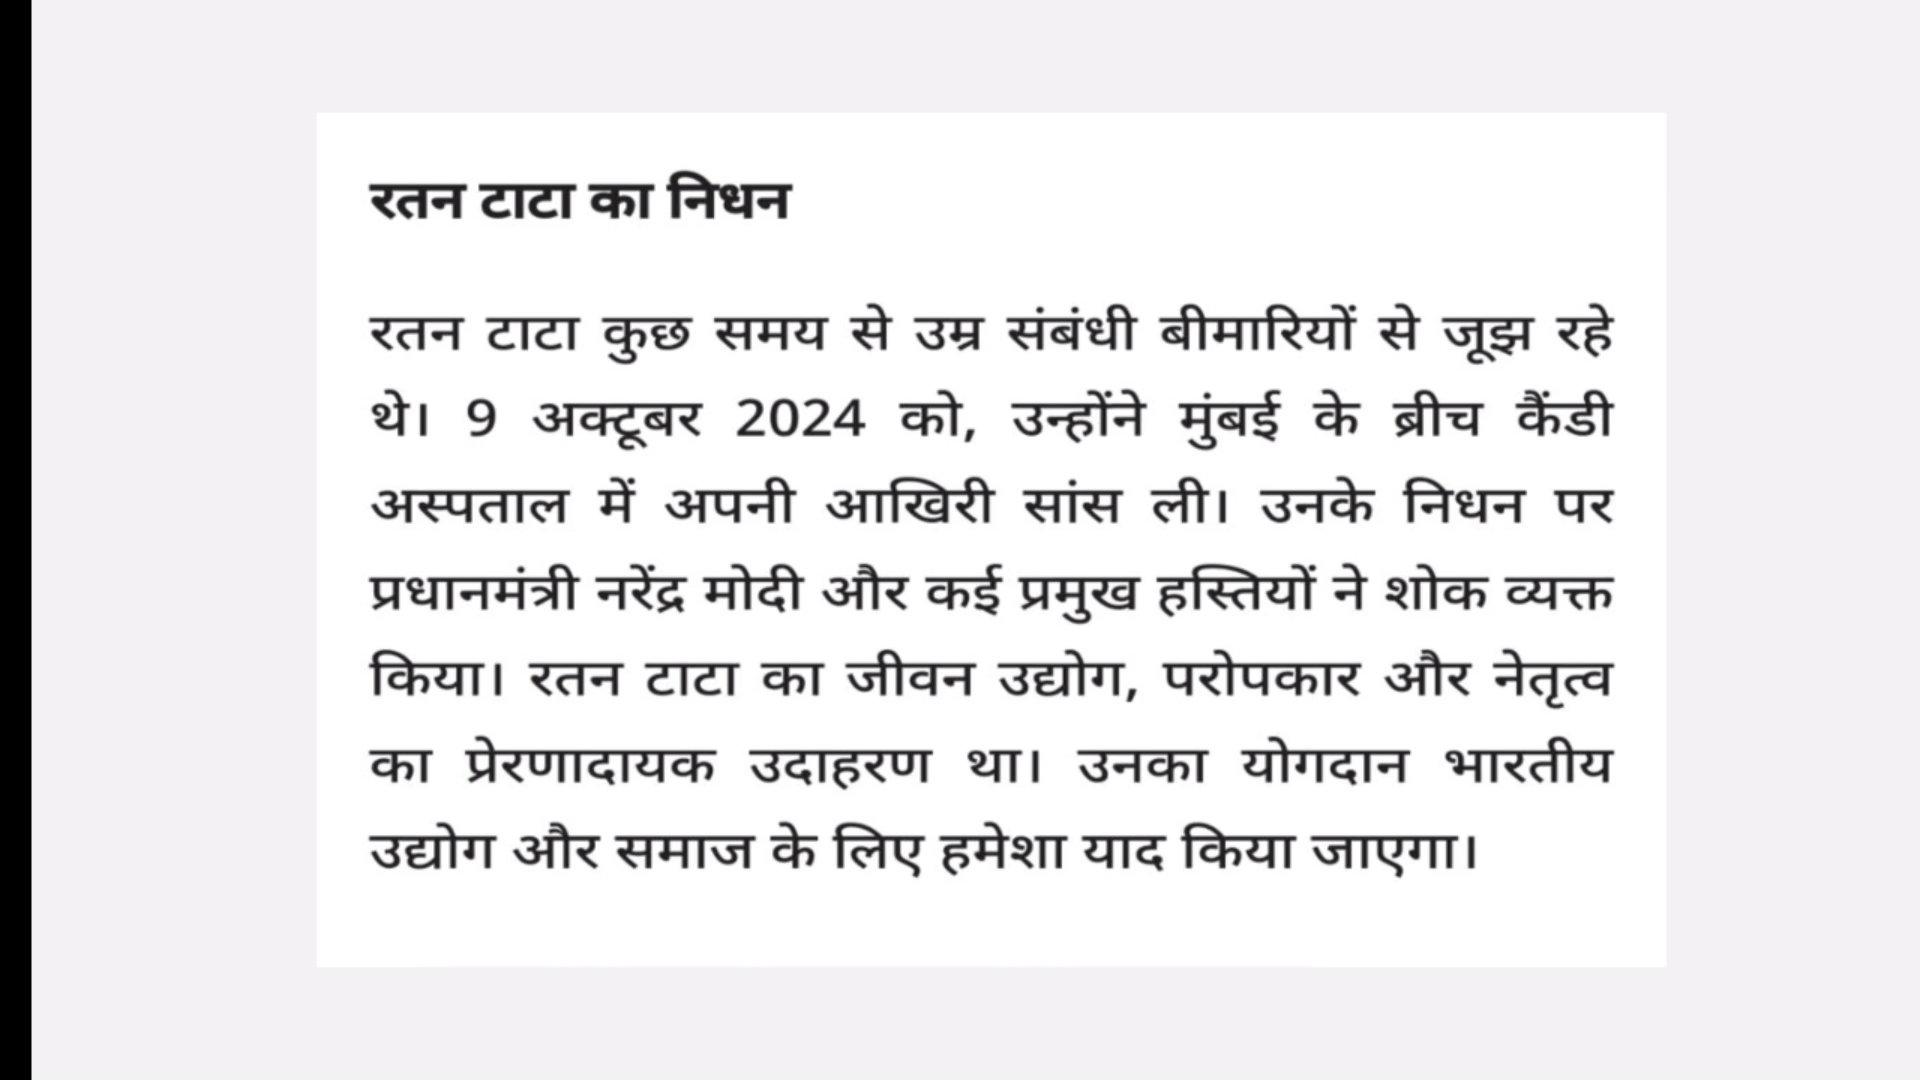 रतन टाटा का निधन
रतन टाटा कुछ समय से उम्र संबंधी बीमारियों से जूझ रहे
थे। 9 अक्टूबर 2024 को, उन्होंने मुंबई के ब्रीच कैंडी
अस्पताल में अपनी आखिरी सांस ली। उनके निधन पर
प्रधानमंत्री नरेंद्र मोदी और कई प्रमुख हस्तियों ने शोक व्यक्त
किया। रतन टाटा का जीवन उद्योग, परोपकार और नेतृत्व
का प्रेरणादायक उदाहरण था। उनका योगदान भारतीय
उद्योग और समाज के लिए हमेशा याद किया जाएगा।